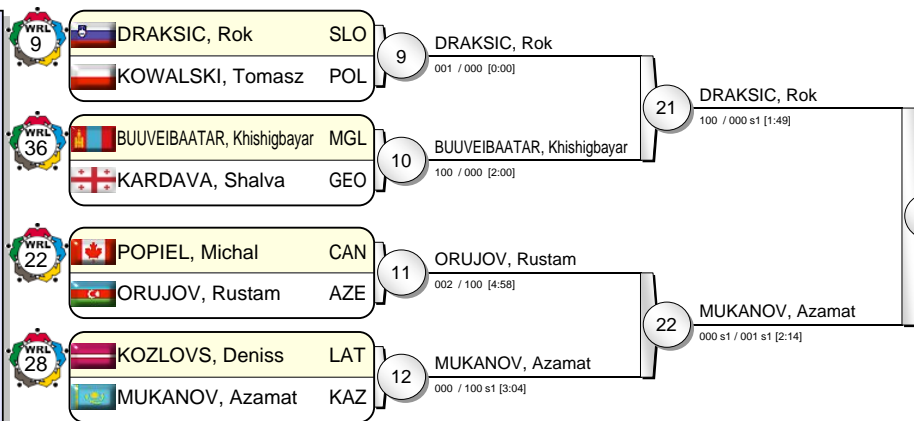 WRL
9
DRAKSIC, Rok SLO
KOWALSKI, Tomasz POL
9
DRAKSIC, Rok
001 / 000 [0:00]
21
DRAKSIC, Rok
100 / 000 s1 [1:49]
WRL
36
BUUVEIBAATAR, Khishigbayar MGL
KARDAVA, Shalva GEO
10
BUUVEIBAATAR, Khishigbayar
100 / 000 [2:00]
WRL
22
POPIEL, Michal CAN
ORUJOV, Rustam AZE
11
ORUJOV, Rustam
002 / 100 [4:58]
22
MUKANOV, Azamat
000 s1 / 001 s1 [2:14]
WRL
28
KOZLOVS, Deniss LAT
MUKANOV, Azamat KAZ
12
MUKANOV, Azamat
000 / 100 s1 [3:04]